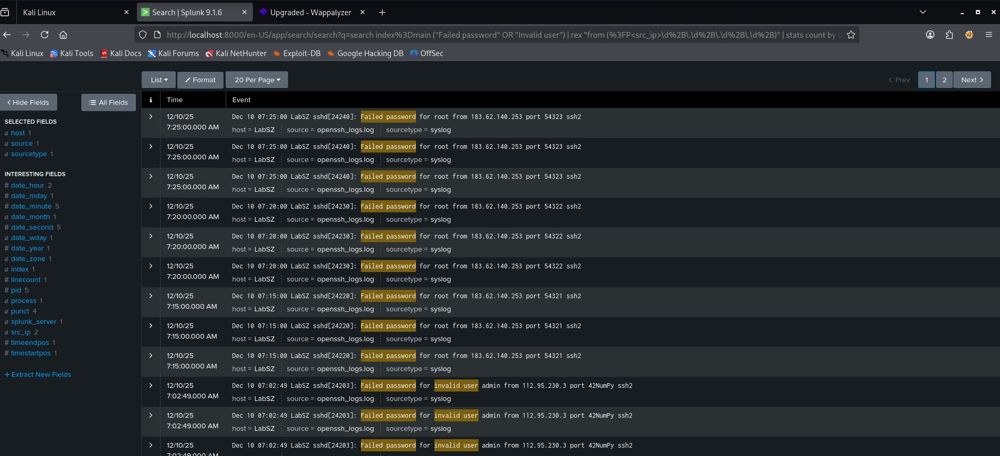 Kali Linux
Search | Splunk 9.1.6
Upgraded - Wappalyzer
http://localhost:8000/en-US/app/search/search?q=search index%3Dmain ("Failed password" OR "Invalid user") | rex "from (%3FP<src_ip>\d%2B\.\d%2B\.\d%2B\.\d%2B)" | stats count by s
Kali Linux Kali Tools Kali Docs Kali Forums Kali NetHunter Exploit-DB Google Hacking DB OffSec
List Format 20 Per Page < Prev 1 2 Next >
< Hide Fields All Fields
SELECTED FIELDS
a host 1
a source 1
a sourcetype 1
INTERESTING FIELDS
# date_hour 2
# date_mday 1
# date_minute 5
a date_month 1
# date_second 5
a date_wday 1
# date_year 1
a date_zone 1
a index 1
# linecount 1
# pid 5
a process 1
a punct 4
a splunk_server 1
a src_ip 2
# timeendpos 1
# timestartpos 1
+ Extract New Fields
i Time Event
12/10/25 Dec 10 07:25:00 LabSZ sshd[24240]: Failed password for root from 183.62.140.253 port 54323 ssh2
7:25:00.000 AM host = LabSZ source = openssh_logs.log sourcetype = syslog
12/10/25 Dec 10 07:25:00 LabSZ sshd[24240]: Failed password for root from 183.62.140.253 port 54323 ssh2
7:25:00.000 AM host = LabSZ source = openssh_logs.log sourcetype = syslog
12/10/25 Dec 10 07:25:00 LabSZ sshd[24240]: Failed password for root from 183.62.140.253 port 54323 ssh2
7:25:00.000 AM host = LabSZ source = openssh_logs.log sourcetype = syslog
12/10/25 Dec 10 07:20:00 LabSZ sshd[24230]: Failed password for root from 183.62.140.253 port 54322 ssh2
7:20:00.000 AM host = LabSZ source = openssh_logs.log sourcetype = syslog
12/10/25 Dec 10 07:20:00 LabSZ sshd[24230]: Failed password for root from 183.62.140.253 port 54322 ssh2
7:20:00.000 AM host = LabSZ source = openssh_logs.log sourcetype = syslog
12/10/25 Dec 10 07:20:00 LabSZ sshd[24230]: Failed password for root from 183.62.140.253 port 54322 ssh2
7:20:00.000 AM host = LabSZ source = openssh_logs.log sourcetype = syslog
12/10/25 Dec 10 07:15:00 LabSZ sshd[24220]: Failed password for root from 183.62.140.253 port 54321 ssh2
7:15:00.000 AM host = LabSZ source = openssh_logs.log sourcetype = syslog
12/10/25 Dec 10 07:15:00 LabSZ sshd[24220]: Failed password for root from 183.62.140.253 port 54321 ssh2
7:15:00.000 AM host = LabSZ source = openssh_logs.log sourcetype = syslog
12/10/25 Dec 10 07:15:00 LabSZ sshd[24220]: Failed password for root from 183.62.140.253 port 54321 ssh2
7:15:00.000 AM host = LabSZ source = openssh_logs.log sourcetype = syslog
12/10/25 Dec 10 07:02:49 LabSZ sshd[24203]: Failed password for invalid user admin from 112.95.230.3 port 42NumPy ssh2
7:02:49.000 AM host = LabSZ source = openssh_logs.log sourcetype = syslog
12/10/25 Dec 10 07:02:49 LabSZ sshd[24203]: Failed password for invalid user admin from 112.95.230.3 port 42NumPy ssh2
7:02:49.000 AM host = LabSZ source = openssh_logs.log sourcetype = syslog
12/10/25 Dec 10 07:02:49 LabSZ sshd[24203]: Failed password for invalid user admin from 112.95.230.3 port 42NumPy ssh2
7:02:49.000 AM